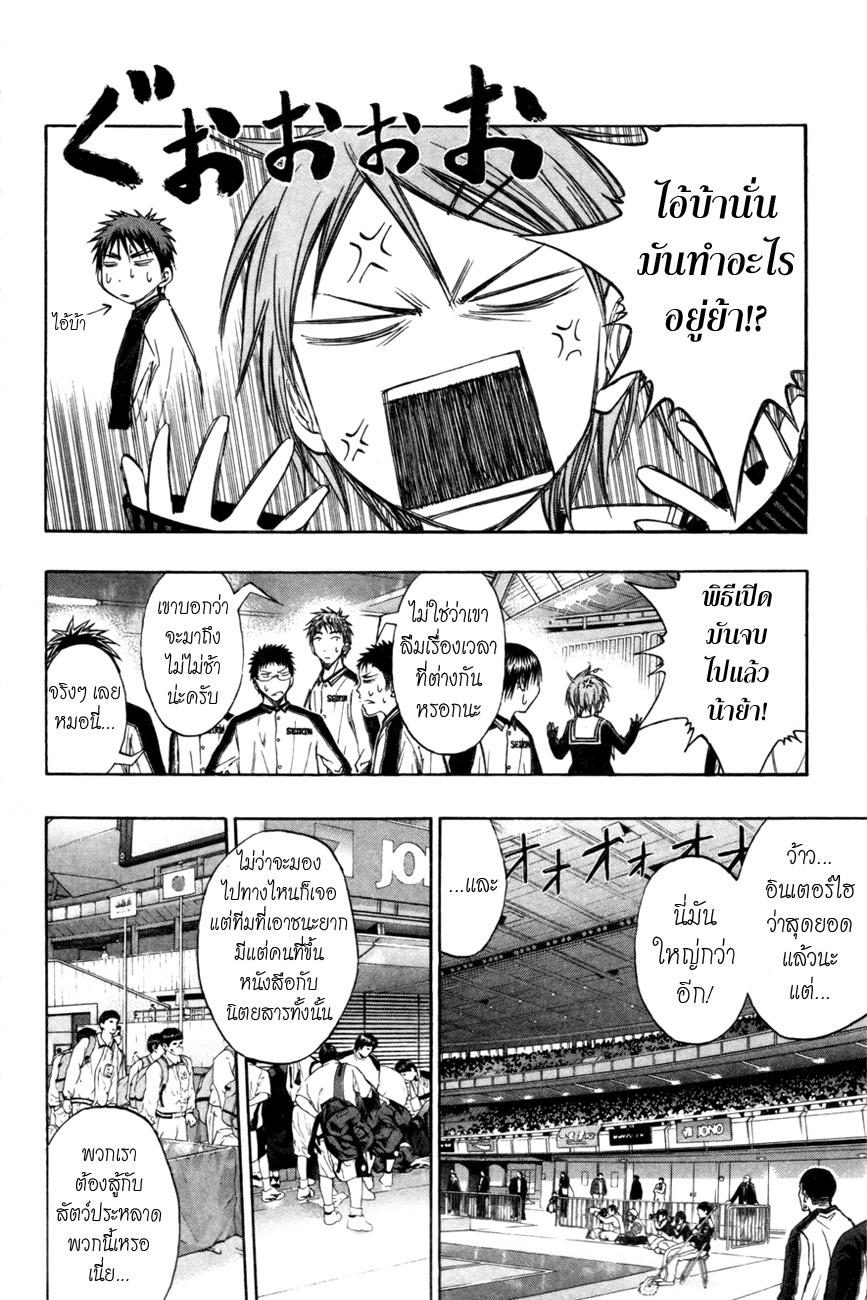 ぐおおおお
ไอ้บ้านั่น
มันทำอะไร
อยู่ย้า!?
ไอ้บ้า
พิธีเปิด
มันจบ
ไปแล้ว
น้าย้า!
ไม่ใช่ว่าเขา
ลืมเรื่องเวลา
ที่ต่างกัน
หรอกนะ
SEIRIN
SEIRIN
เขาบอกว่า
จะมาถึง
ไม่ไม่ช้า
น่ะครับ
จริงๆ เลย
หมอนี่...
ว้าว...
อินเตอร์ไฮ
ว่าสุดยอด
แล้วนะ
แต่...
นี่มัน
ใหญ่กว่า
อีก!
オオオオ
...และ
JONO
JON
ไม่ว่าจะมอง
ไปทางไหนก็เจอ
แต่ทีมที่เอาชนะยาก
มีแต่คนที่ขึ้น
หนังสือกับ
นิตยสารทั้งนั้น
พวกเรา
ต้องสู้กับ
สัตว์ประหลาด
พวกนี้เหรอ
เนี่ย...